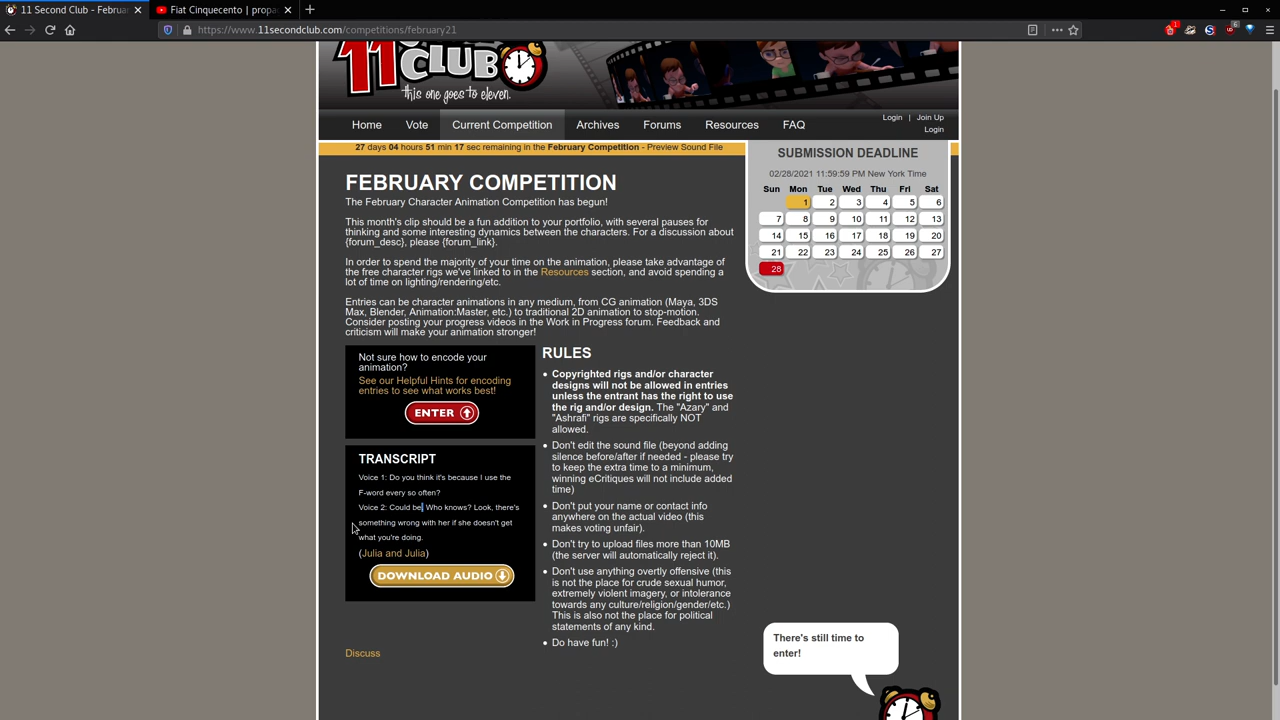 11 Second Club - Februar
Fiat Cinquecento | propa
https://www.11secondclub.com/competitions/february21
11 CLUB
this one goes to eleven.
Home
Vote
Current Competition
Archives
Forums
Resources
FAQ
Login | Join Up
Login
27 days 04 hours 51 min 17 sec remaining in the February Competition - Preview Sound File
SUBMISSION DEADLINE
02/28/2021 11:59:59 PM New York Time
Sun Mon Tue Wed Thu Fri Sat
1 2 3 4 5 6
7 8 9 10 11 12 13
14 15 16 17 18 19 20
21 22 23 24 25 26 27
28
FEBRUARY COMPETITION
The February Character Animation Competition has begun!
This month's clip should be a fun addition to your portfolio, with several pauses for
thinking and some interesting dynamics between the characters. For a discussion about
{forum_desc}, please {forum_link}.
In order to spend the majority of your time on the animation, please take advantage of
the free character rigs we've linked to in the Resources section, and avoid spending a
lot of time on lighting/rendering/etc.
Entries can be character animations in any medium, from CG animation (Maya, 3DS
Max, Blender, Animation:Master, etc.) to traditional 2D animation to stop-motion.
Consider posting your progress videos in the Work in Progress forum. Feedback and
criticism will make your animation stronger!
Not sure how to encode your
animation?
See our Helpful Hints for encoding
entries to see what works best!
ENTER
TRANSCRIPT
Voice 1: Do you think it's because I use the
F-word every so often?
Voice 2: Could be! Who knows? Look, there's
something wrong with her if she doesn't get
what you're doing.
(Julia and Julia)
DOWNLOAD AUDIO
Discuss
RULES
Copyrighted rigs and/or character
designs will not be allowed in entries
unless the entrant has the right to use
the rig and/or design. The "Azary" and
"Ashrafi" rigs are specifically NOT
allowed.
Don't edit the sound file (beyond adding
silence before/after if needed - please try
to keep the extra time to a minimum,
winning eCritiques will not include added
time)
Don't put your name or contact info
anywhere on the actual video (this
makes voting unfair).
Don't try to upload files more than 10MB
(the server will automatically reject it).
Don't use anything overtly offensive (this
is not the place for crude sexual humor,
extremely violent imagery, or intolerance
towards any culture/religion/gender/etc.)
This is also not the place for political
statements of any kind.
Do have fun! :)
There's still time to
enter!